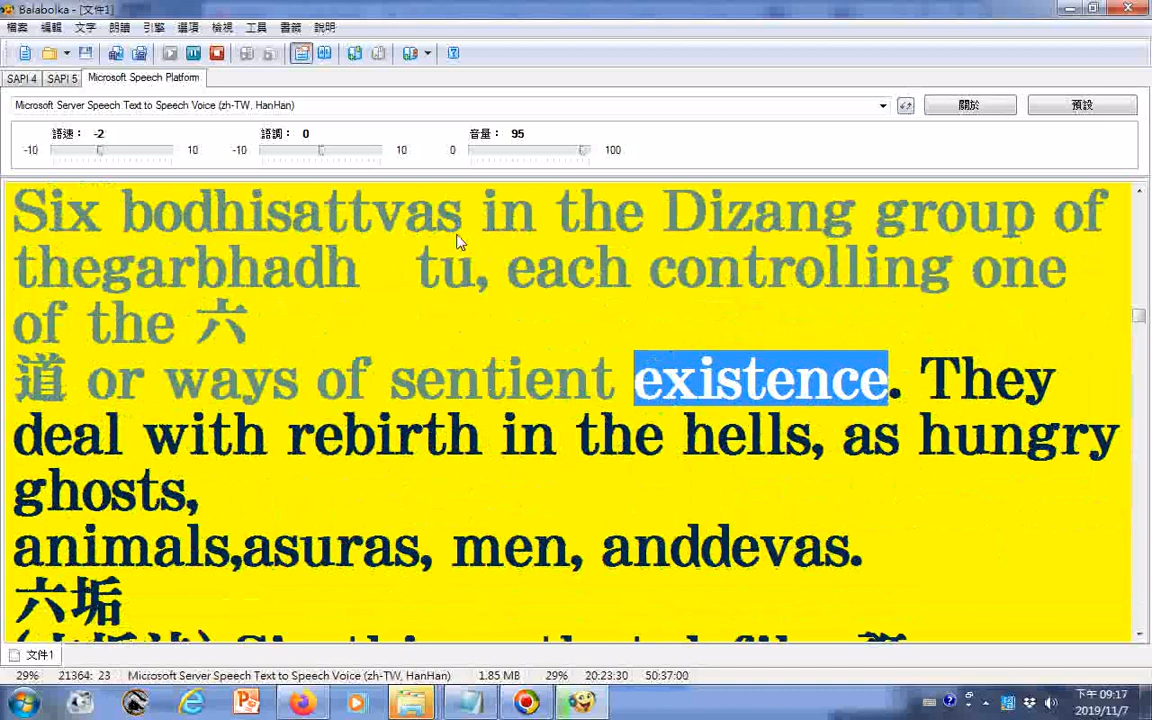 Balabolka - [文件1]
檔案 編輯 文字 朗讀 引擎 選項 檢視 工具 書籤 說明
SAPI 4 SAPI 5 Microsoft Speech Platform
Microsoft Server Speech Text to Speech Voice (zh-TW, HanHan) 關於 預設
語速： -2 語調： 0 音量： 95
-10 10 -10 10 0 100
Six bodhisattvas in the Dizang group of
thegarbhadh tu, each controlling one
of the 六
道 or ways of sentient existence. They
deal with rebirth in the hells, as hungry
ghosts,
animals,asuras, men, anddevas.
六垢
文件1
29% 21364: 23 Microsoft Server Speech Text to Speech Voice (zh-TW, HanHan) 1.85 MB 29% 20:23:30 50:37:00
下午 09:17
2019/11/7